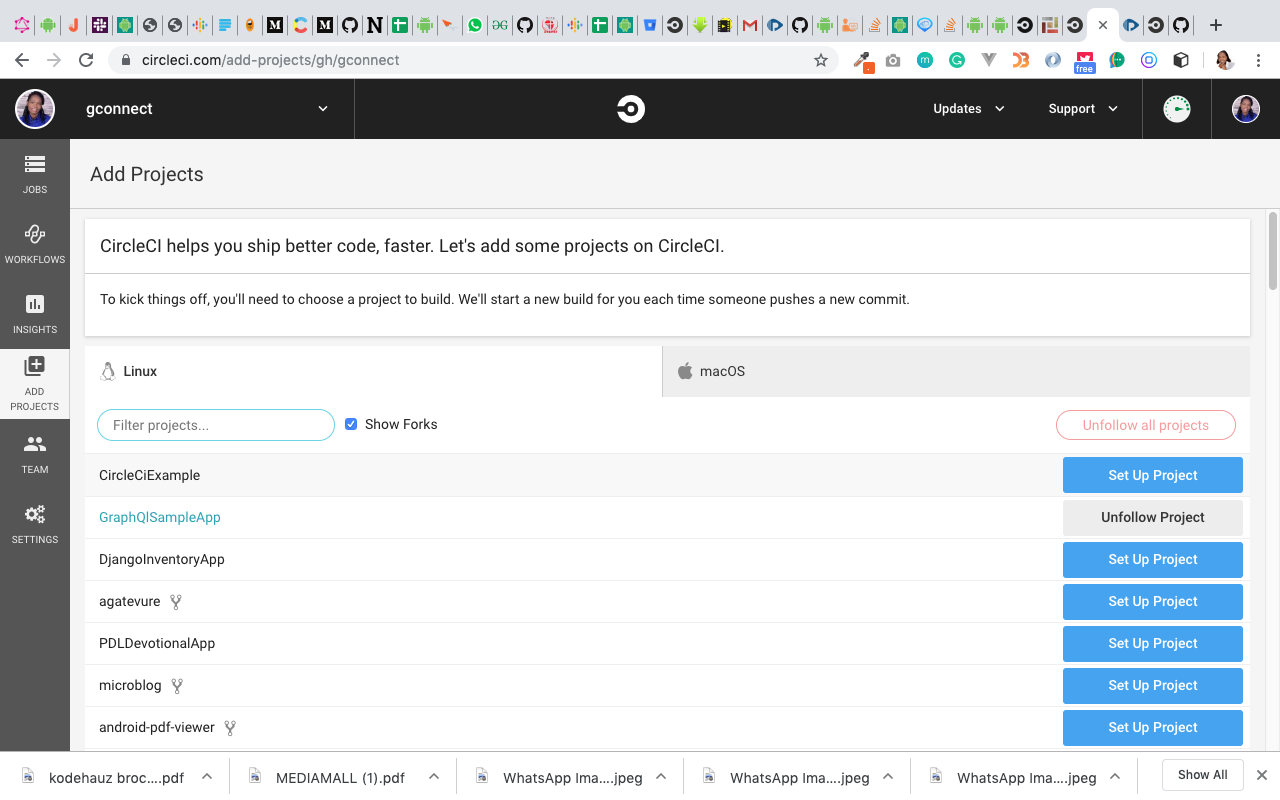 circleci.com/add-projects/gh/gconnect
free
gconnect
Updates
Support
JOBS
WORKFLOWS
INSIGHTS
ADD
PROJECTS
TEAM
SETTINGS
Add Projects
CircleCI helps you ship better code, faster. Let's add some projects on CircleCI.
To kick things off, you'll need to choose a project to build. We'll start a new build for you each time someone pushes a new commit.
Linux
macOS
Filter projects...
Show Forks
Unfollow all projects
CircleCiExample
Set Up Project
GraphQlSampleApp
Unfollow Project
DjangoInventoryApp
Set Up Project
agatevure
Set Up Project
PDLDevotionalApp
Set Up Project
microblog
Set Up Project
android-pdf-viewer
Set Up Project
kodehauz broc....pdf
MEDIAMALL (1).pdf
WhatsApp Ima....jpeg
WhatsApp Ima....jpeg
WhatsApp Ima....jpeg
Show All